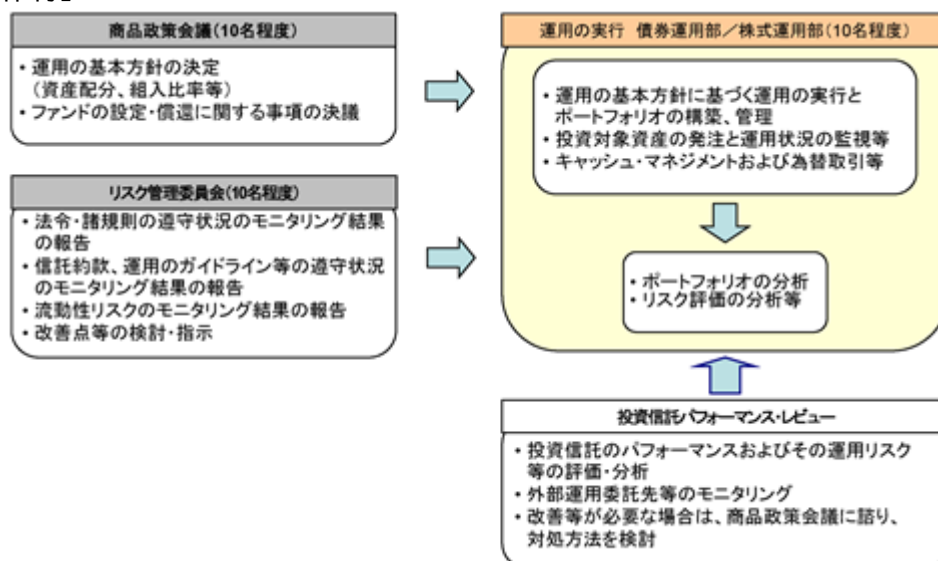 商品政策会議(10名程度)
・運用の基本方針の決定
(資産配分、組入比率等)
・ファンドの設定・償還に関する事項の決議
リスク管理委員会(10名程度)
・法令・諸規則の遵守状況のモニタリング結果
の報告
・信託約款、運用のガイドライン等の遵守状況
のモニタリング結果の報告
・流動性リスクのモニタリング結果の報告
・改善点等の検討・指示
運用の実行 債券運用部／株式運用部(10名程度)
・運用の基本方針に基づく運用の実行と
ポートフォリオの構築、管理
・投資対象資産の発注と運用状況の監視等
・キャッシュ・マネジメントおよび為替取引等
・ポートフォリオの分析
・リスク評価の分析等
投資信託パフォーマンス・レビュー
・投資信託のパフォーマンスおよびその運用リスク
等の評価・分析
・外部運用委託先等のモニタリング
・改善等が必要な場合は、商品政策会議に諮り、
対処方法を検討